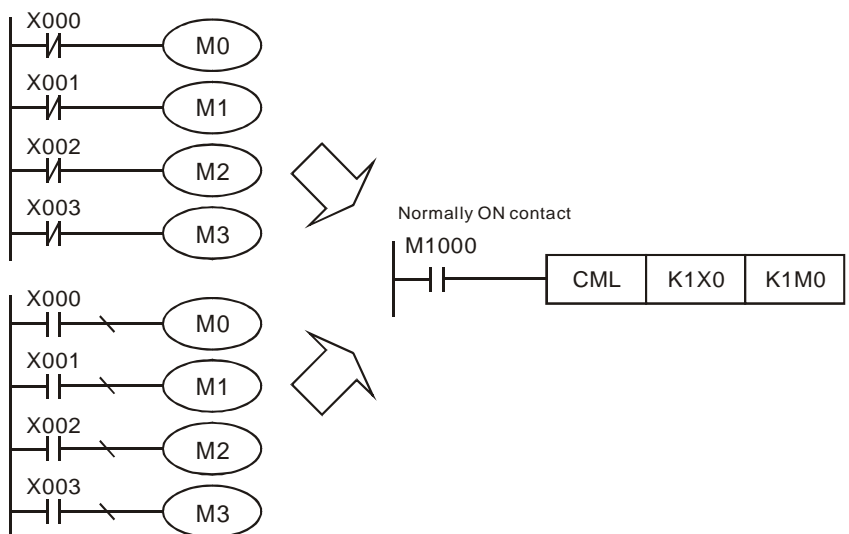 X000
M0
X001
M1
X002
M2
X003
M3
Normally ON contact
M1000
CML K1X0 K1M0
X000
M0
X001
M1
X002
M2
X003
M3